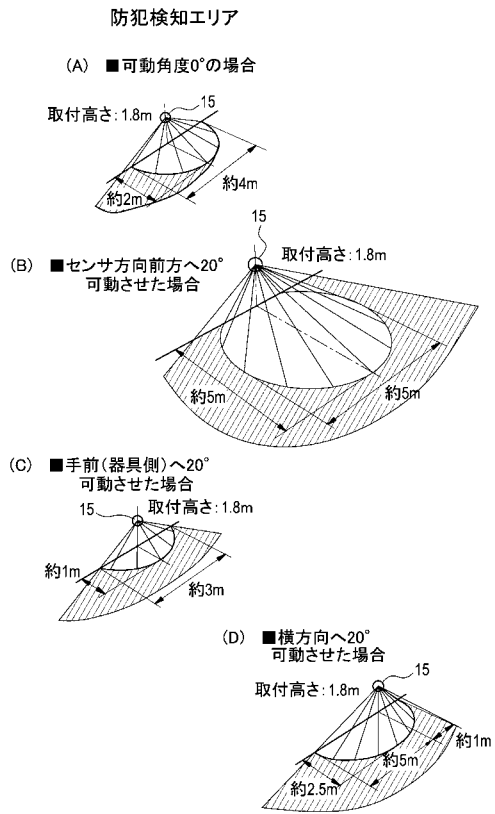 防犯検知エリア
(A) ■可動角度0°の場合
15
取付高さ:1.8m
約2m
約4m
15
取付高さ:1.8m
(B) ■センサ方向前方へ20°
可動させた場合
約5m
約5m
(C) ■手前(器具側)へ20°
可動させた場合
15
取付高さ:1.8m
約1m
約3m
(D) ■横方向へ20°
可動させた場合
15
取付高さ:1.8m
約1m
約5m
約2.5m